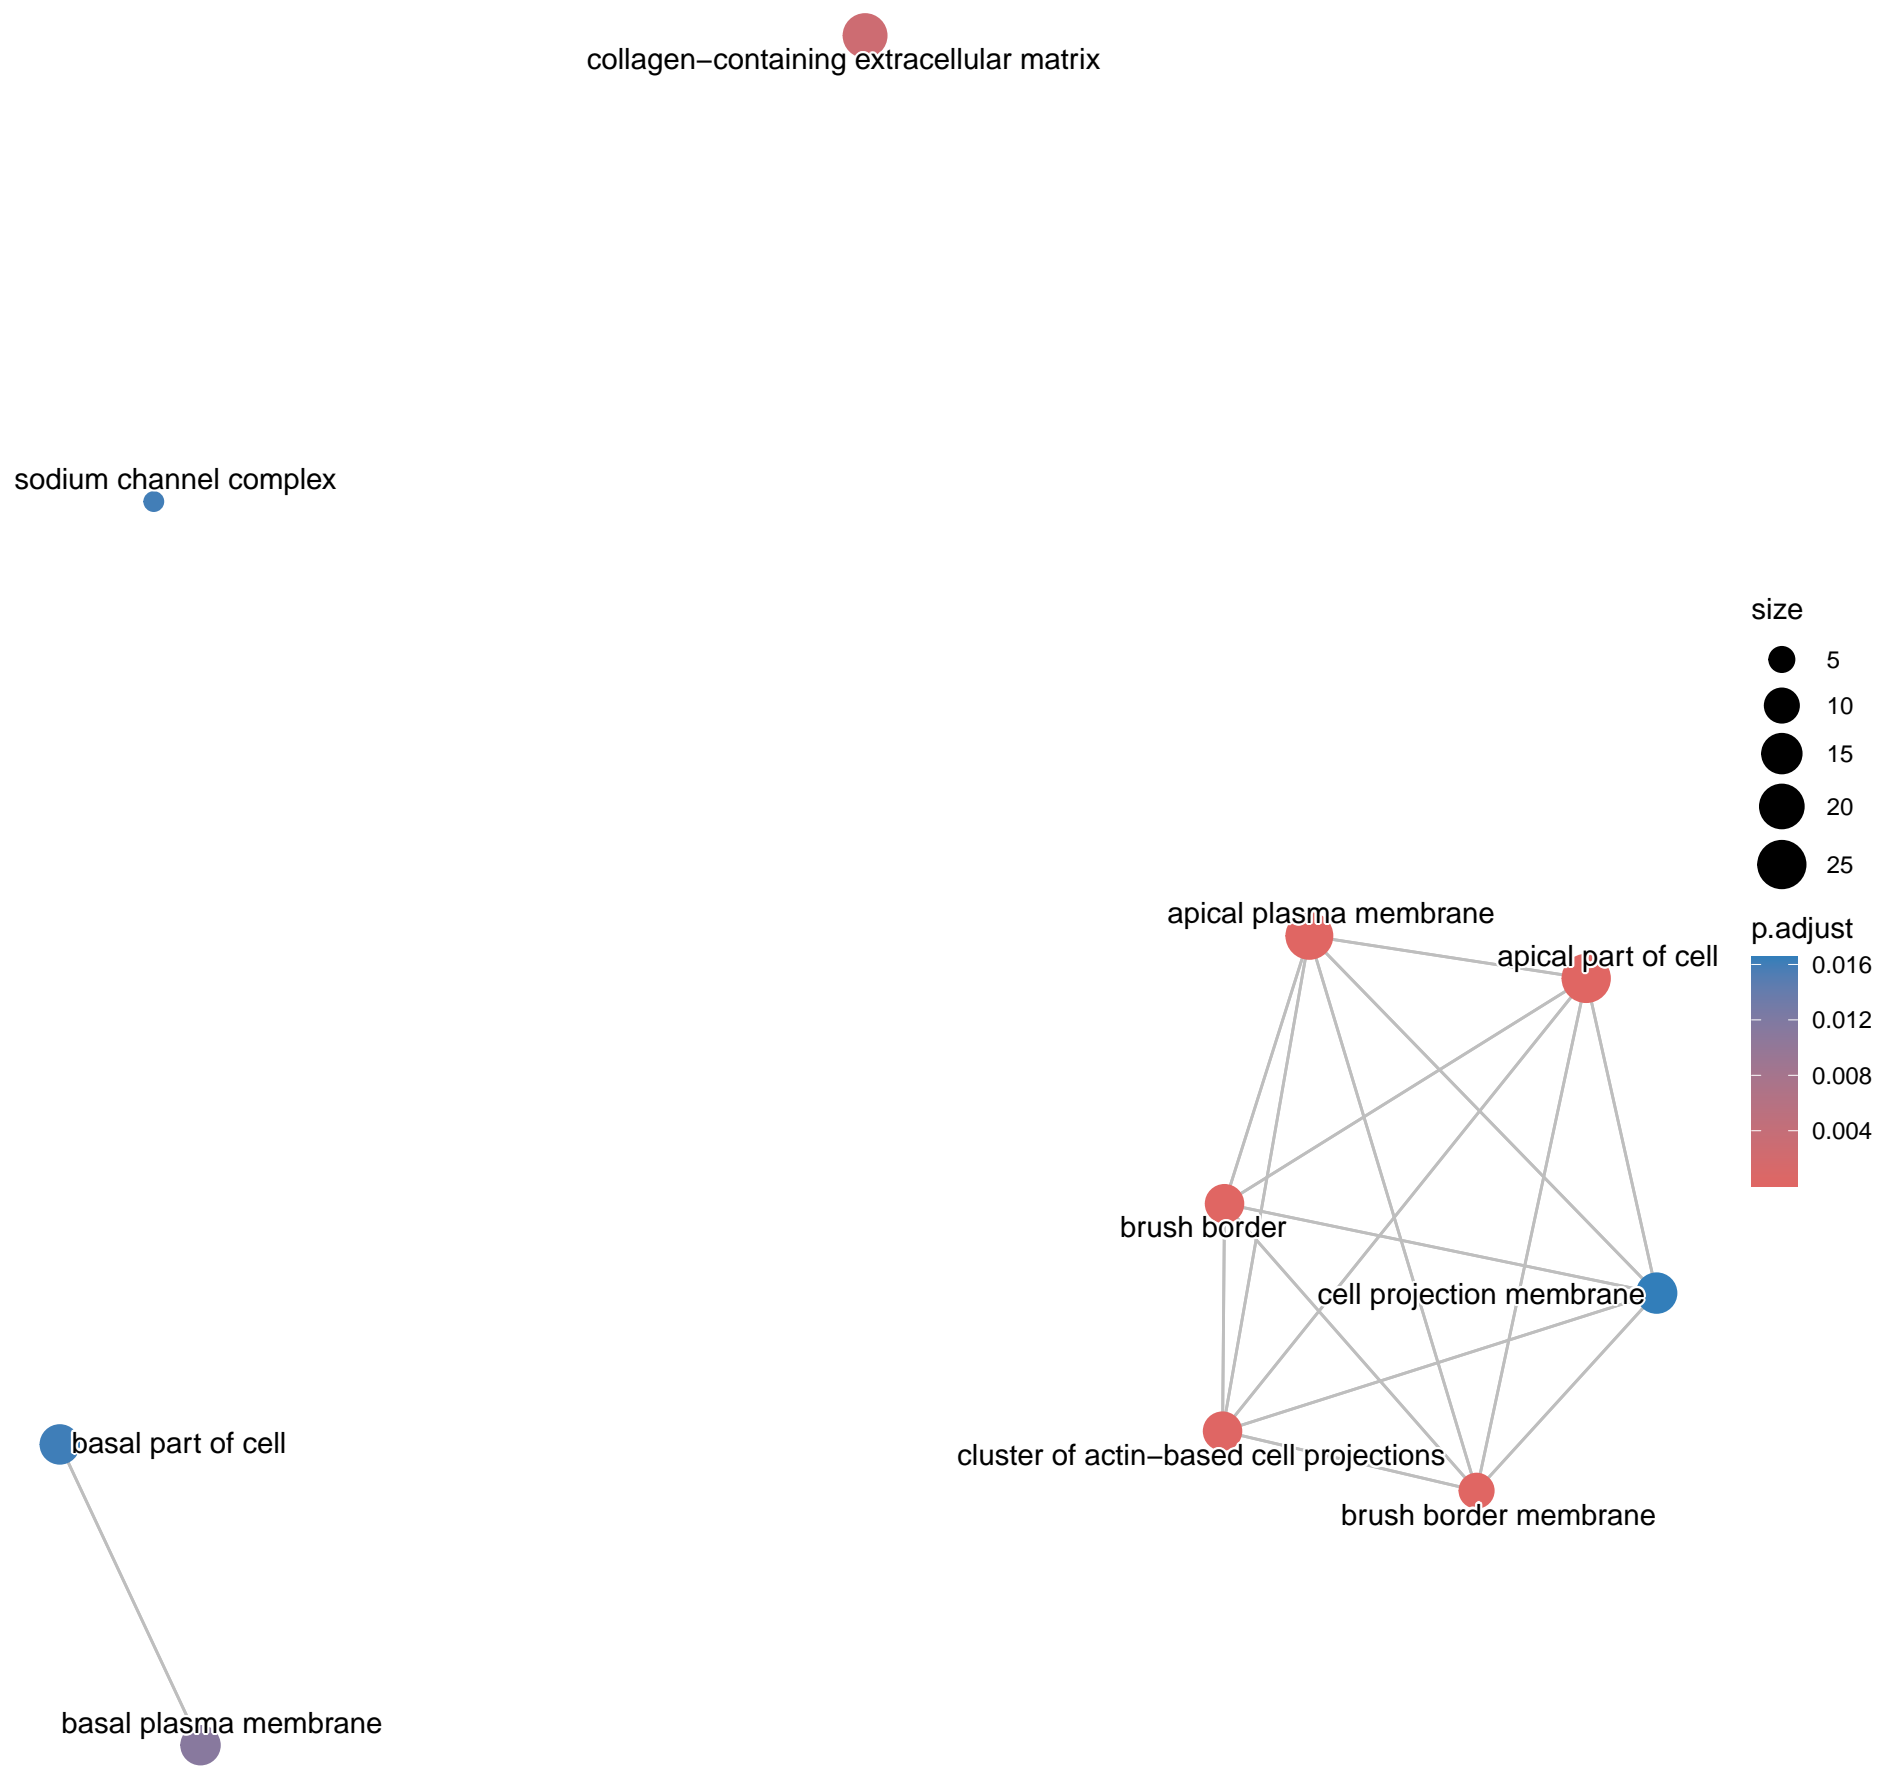 collagen−containing extracellular matrix
sodium channel complex
size
5
10
15
20
25
apical plasma membrane
p.adjust
apical part of cell
0.016
0.012
0.008
0.004
brush border
cell projection membrane
basal part of cell
cluster of actin−based cell projections
brush border membrane
basal plasma membrane